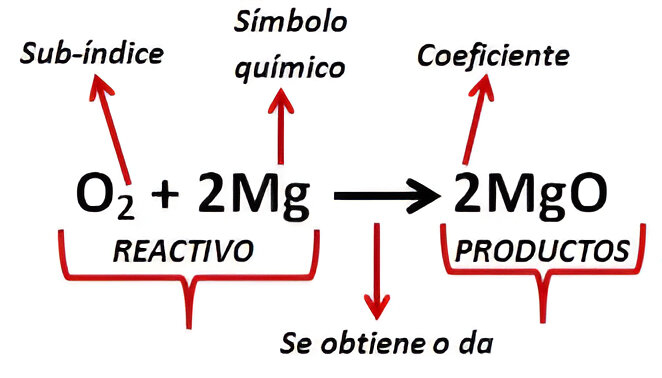 Símbolo
químico
Sub-índice
Coeficiente
O₂ + 2Mg → 2MgO
REACTIVO
PRODUCTOS
Se obtiene o da